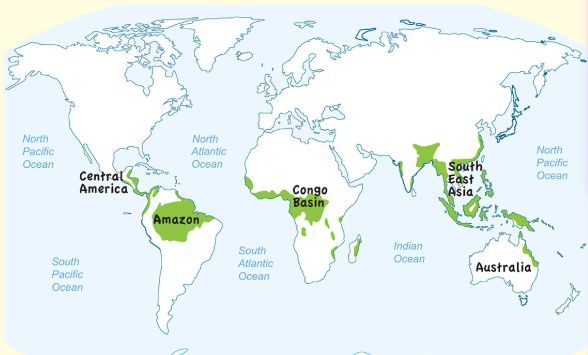 North
Pacific
Ocean
North
Atlantic
Ocean
North
Pacific
Ocean
Central
America
South
East
Asia
Congo
Basin
Amazon
South
Pacific
Ocean
South
Atlantic
Ocean
Indian
Ocean
Australia